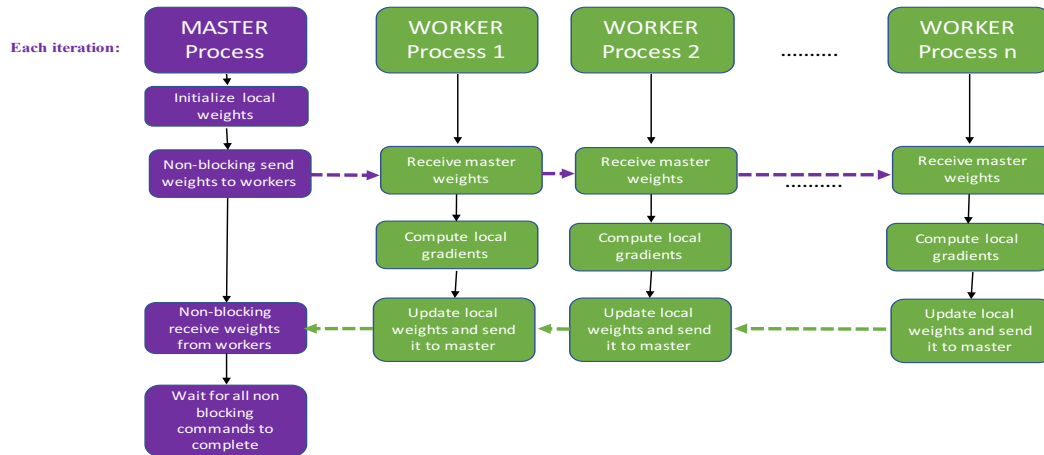 Each iteration:
MASTER
Process
WORKER
Process 1
WORKER
Process 2
..........
WORKER
Process n
Initialize local
weights
Non-blocking send
weights to workers
Receive master
weights
Receive master
weights
..........
Receive master
weights
Compute local
gradients
Compute local
gradients
Compute local
gradients
Non-blocking
receive weights
from workers
Update local
weights and send
it to master
Update local
weights and send
it to master
Update local
weights and send
it to master
Wait for all non
blocking
commands to
complete